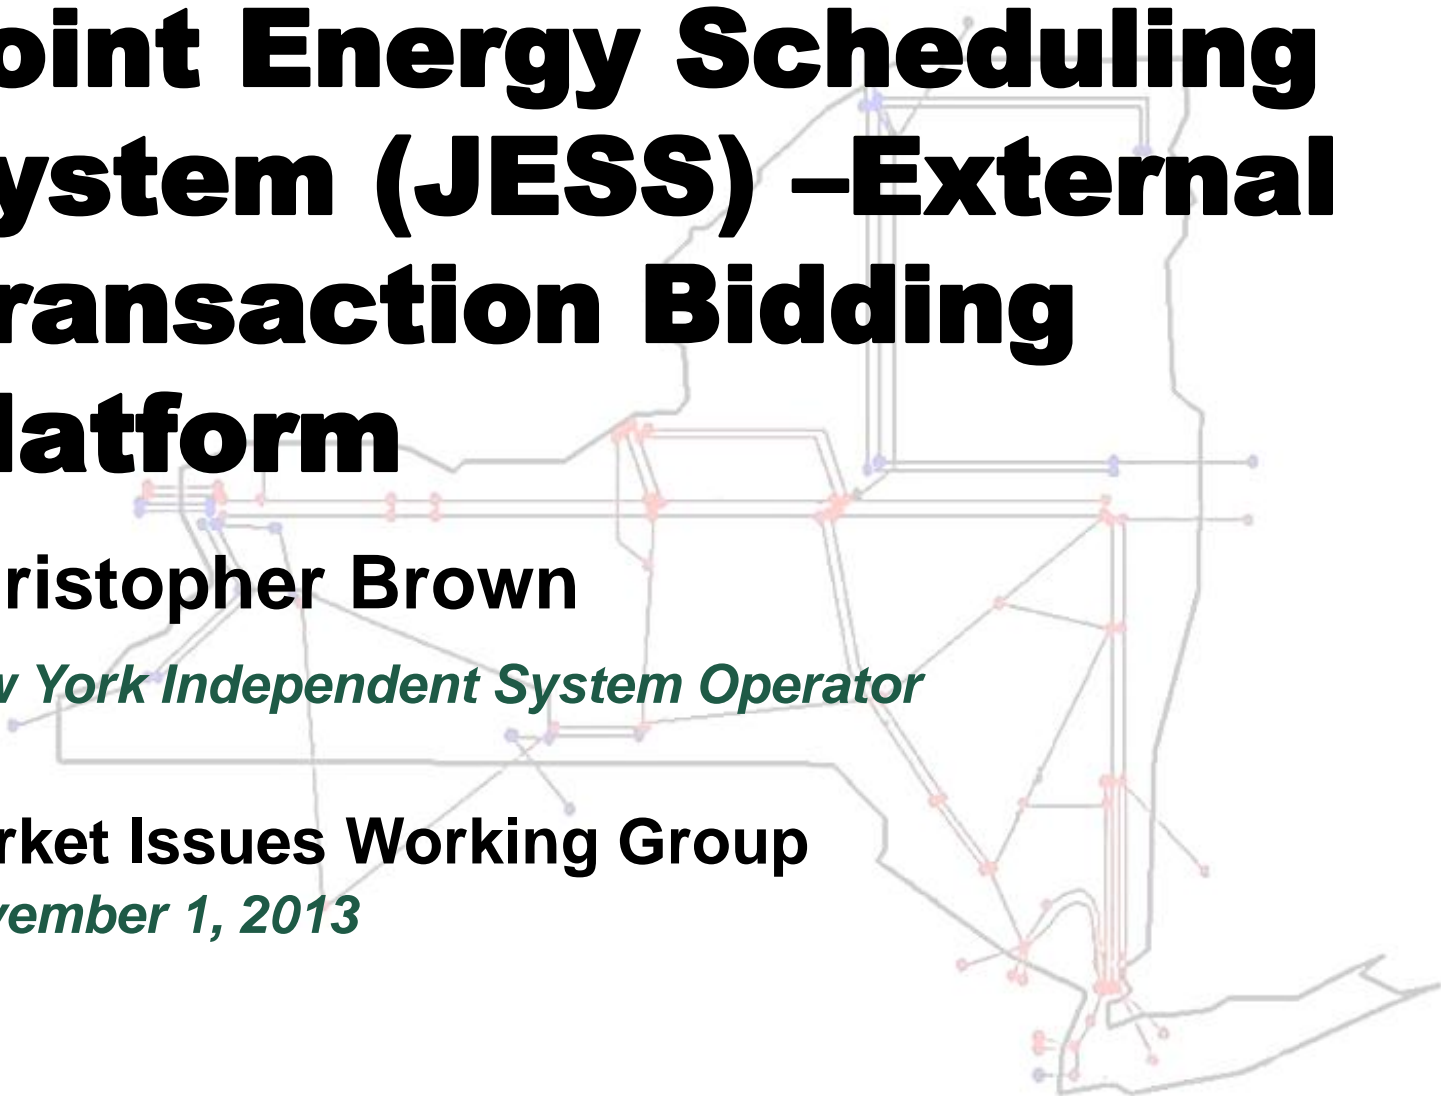 oint Energy Scheduling
ystem (JESS) –External
ransaction Bidding
latform
ristopher Brown
w York Independent System Operator
rket Issues Working Group
vember 1, 2013